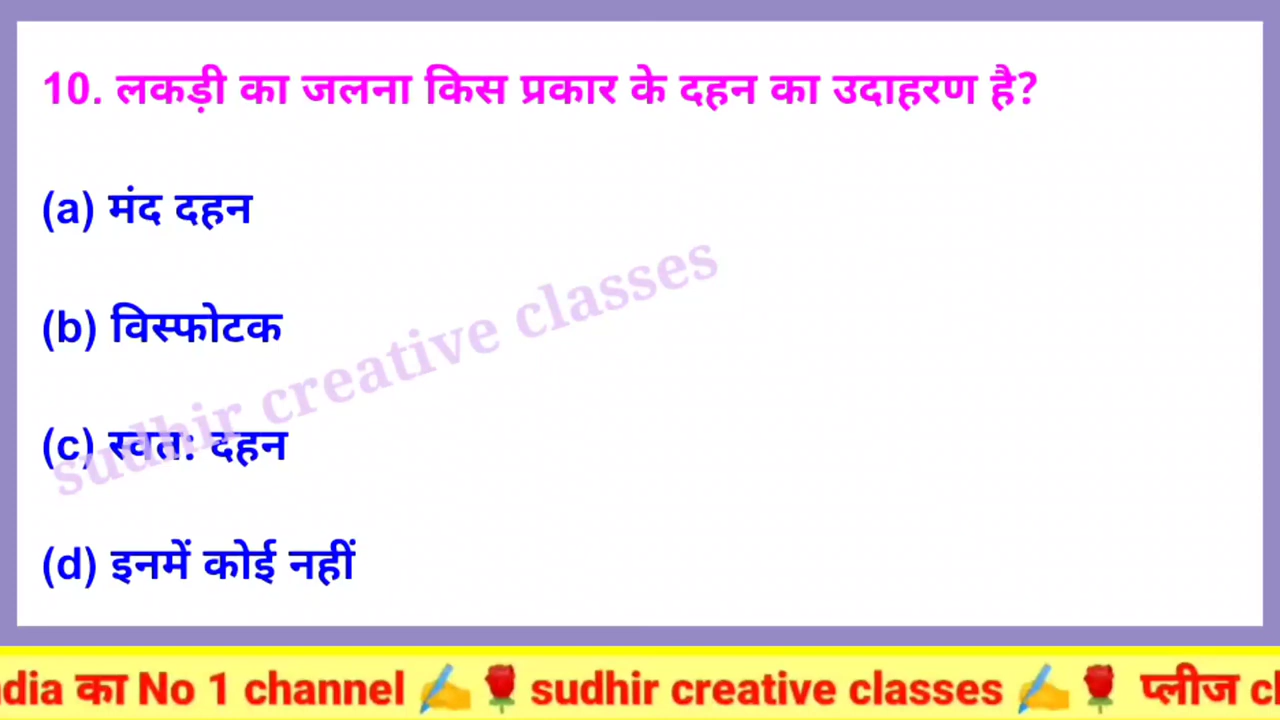 10. लकड़ी का जलना किस प्रकार के दहन का उदाहरण है?
(a) मंद दहन
(b) विस्फोटक
(c) स्वतः दहन
(d) इनमें कोई नहीं
sudhir creative classes
dia का No 1 channel ✍️🌹 sudhir creative classes ✍️🌹 प्लीज cl